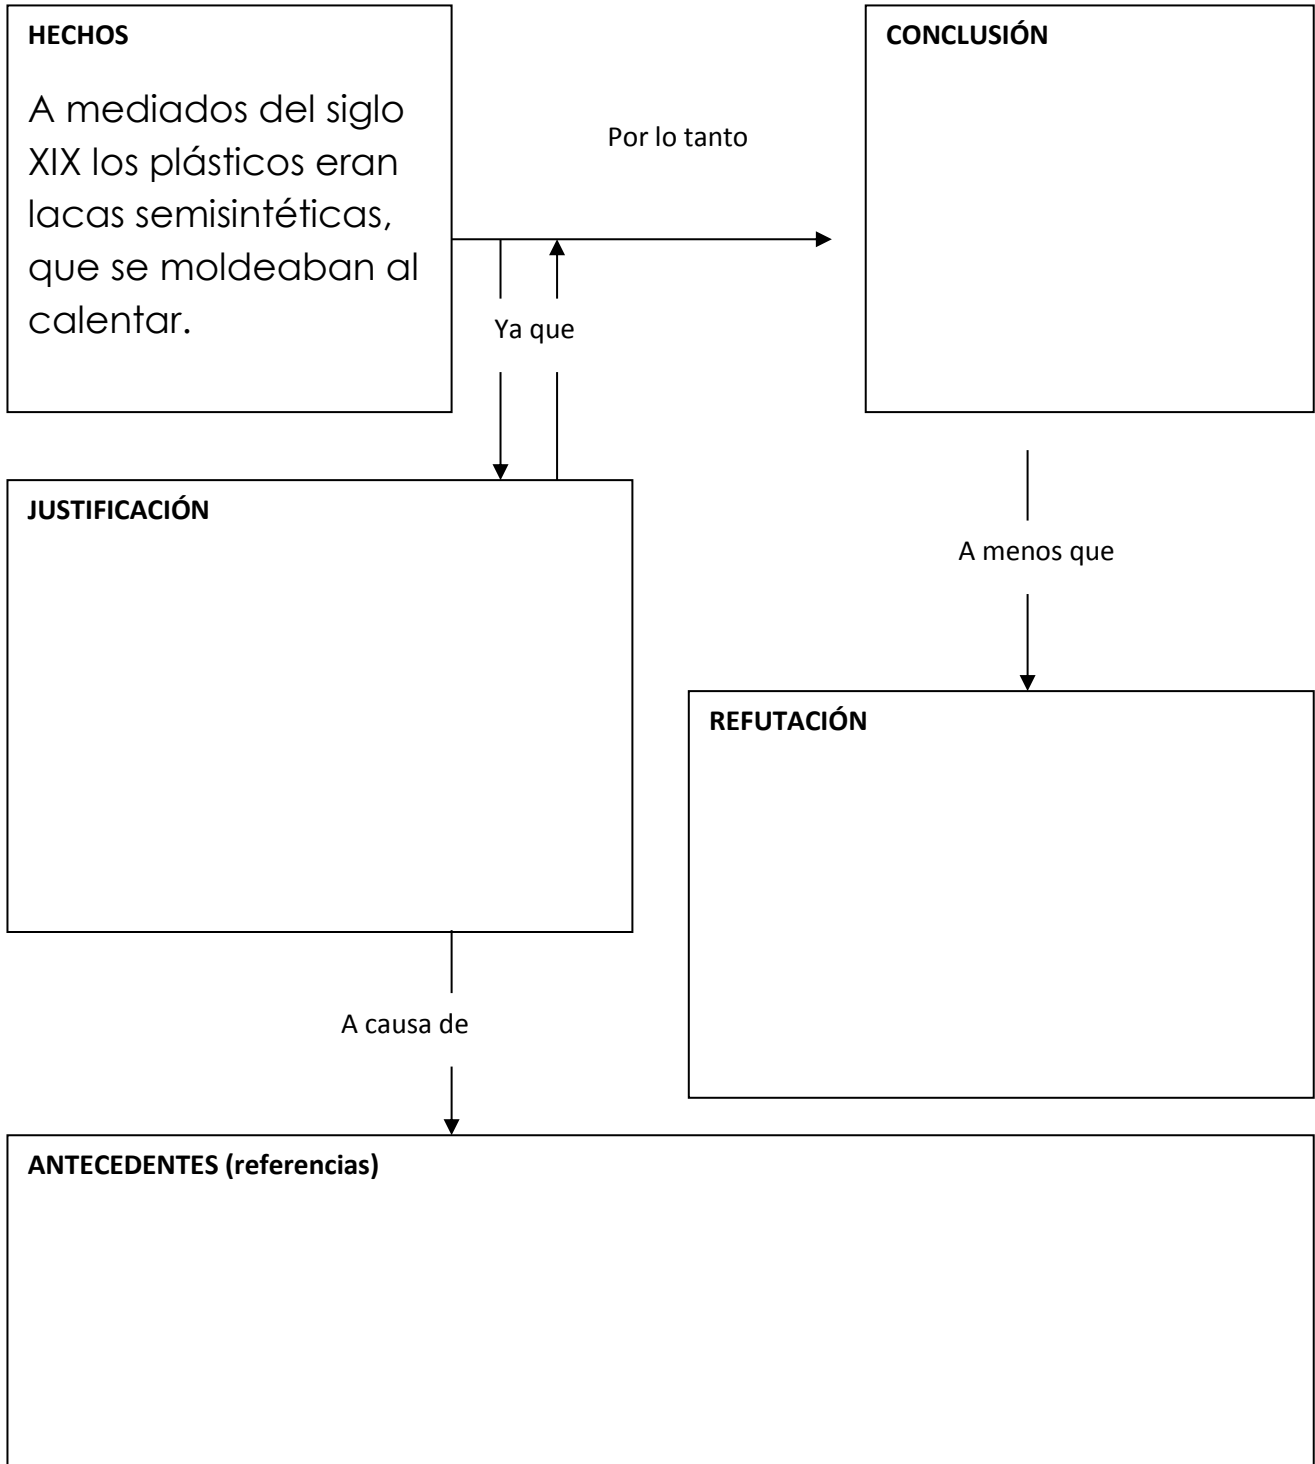 HECHOS
A mediados del siglo
XIX los plásticos eran
lacas semisintéticas,
que se moldeaban al
calentar.
Por lo tanto
CONCLUSIÓN
Ya que
JUSTIFICACIÓN
A menos que
REFUTACIÓN
A causa de
ANTECEDENTES (referencias)